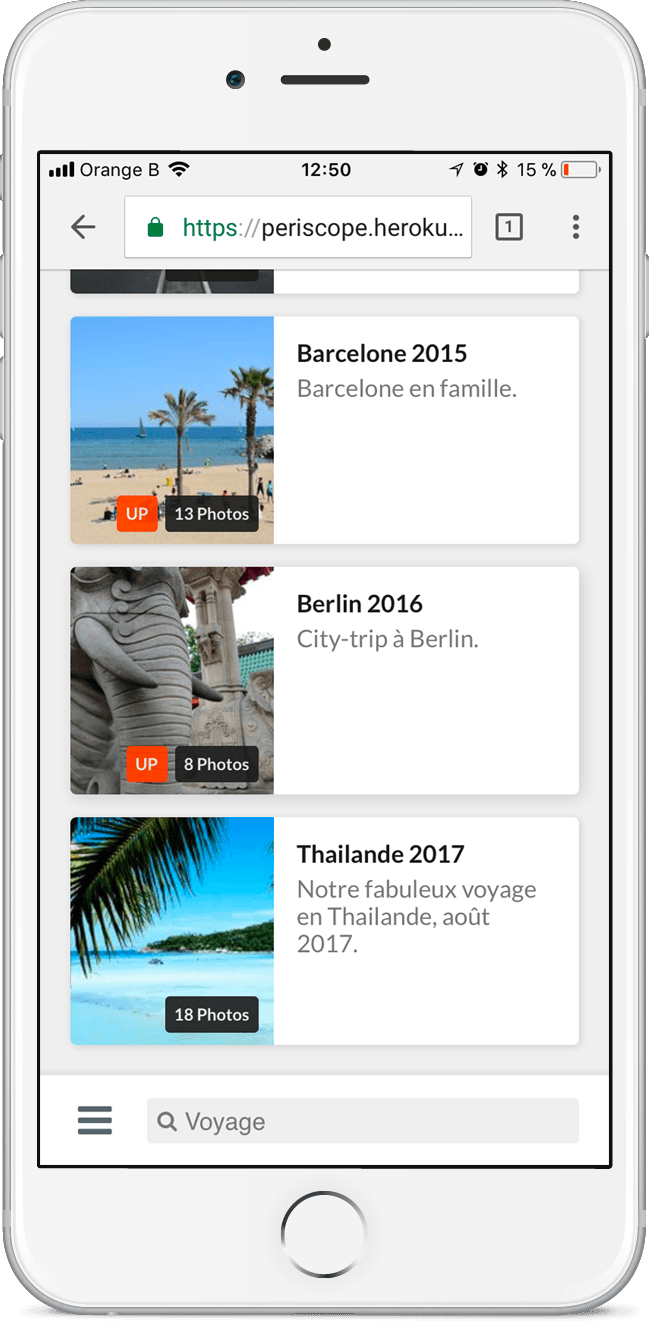 Orange B 12:50 15 %
https://periscope.heroku… 1
Barcelone 2015
Barcelone en famille.
UP 13 Photos
Berlin 2016
City-trip à Berlin.
UP 8 Photos
Thailande 2017
Notre fabuleux voyage
en Thailande, août
2017.
18 Photos
Voyage